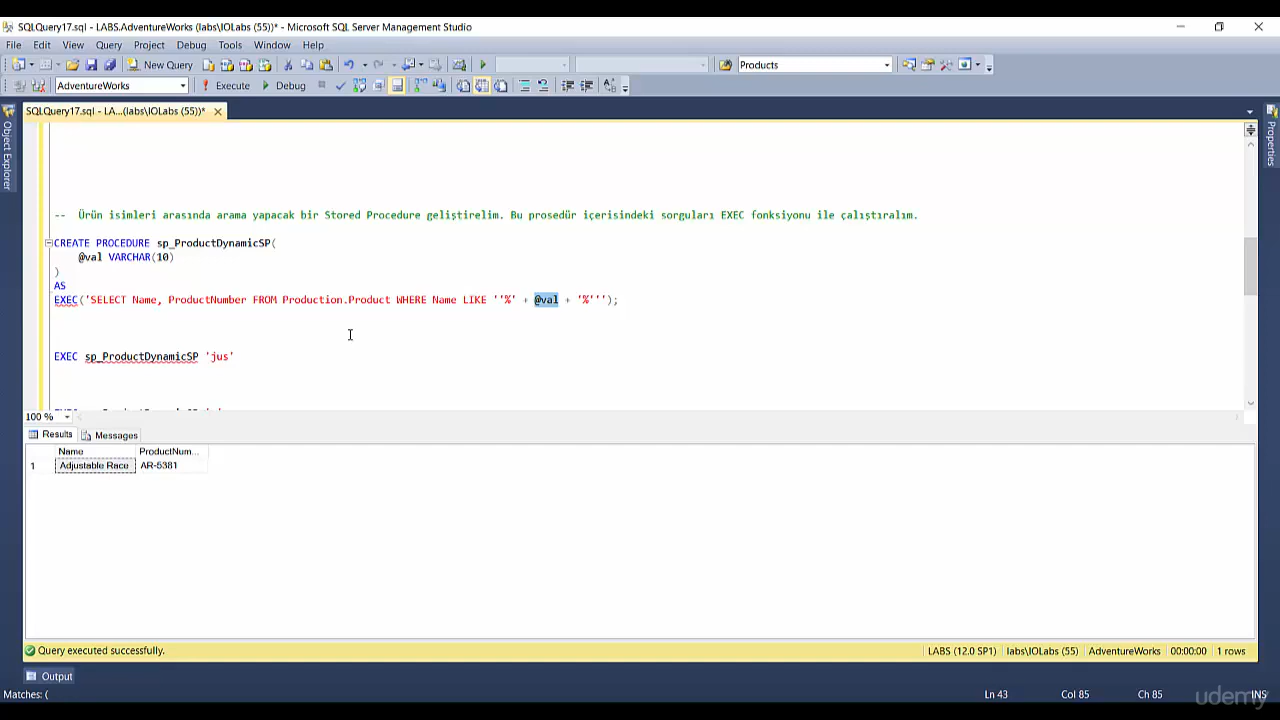 SQLQuery17.sql - LABS.AdventureWorks (labs\IOLabs (55))* - Microsoft SQL Server Management Studio
File Edit View Query Project Debug Tools Window Help
New Query Products
AdventureWorks Execute Debug
SQLQuery17.sql - LA...(labs\IOLabs (55))*
Object Explorer
Properties
-- Ürün isimleri arasında arama yapacak bir Stored Procedure geliştirelim. Bu prosedür içerisindeki sorguları EXEC fonksiyonu ile çalıştıralım.
CREATE PROCEDURE sp_ProductDynamicSP(
@val VARCHAR(10)
)
AS
EXEC('SELECT Name, ProductNumber FROM Production.Product WHERE Name LIKE ''%' + @val + '%''');
EXEC sp_ProductDynamicSP 'jus'
100 %
Results Messages
Name ProductNum...
1 Adjustable Race AR-5381
Query executed successfully. LABS (12.0 SP1) labs\IOLabs (55) AdventureWorks 00:00:00 1 rows
Output
Matches: ( Ln 43 Col 85 Ch 85 INS
udemy